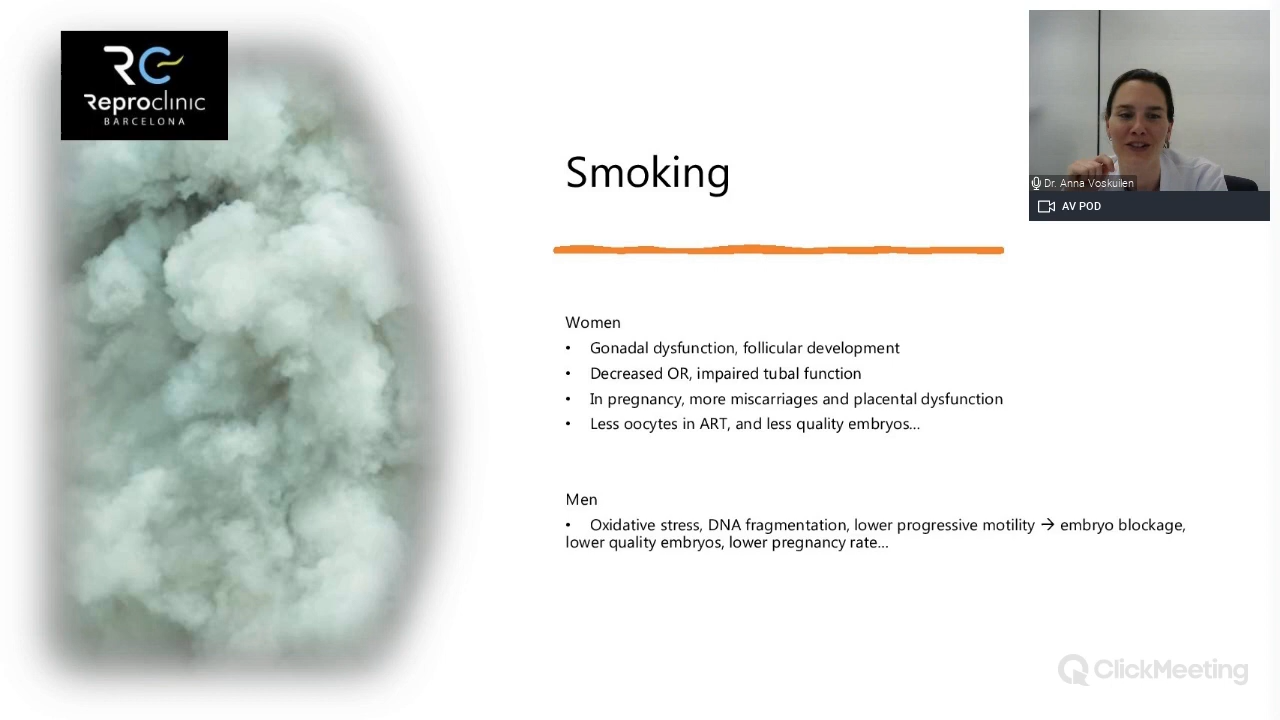 RC
Reproclinic
BARCELONA
Dr. Anna Voskuilen
AV POD
Smoking
Women
• Gonadal dysfunction, follicular development
• Decreased OR, impaired tubal function
• In pregnancy, more miscarriages and placental dysfunction
• Less oocytes in ART, and less quality embryos...
Men
• Oxidative stress, DNA fragmentation, lower progressive motility → embryo blockage,
lower quality embryos, lower pregnancy rate...
ClickMeeting